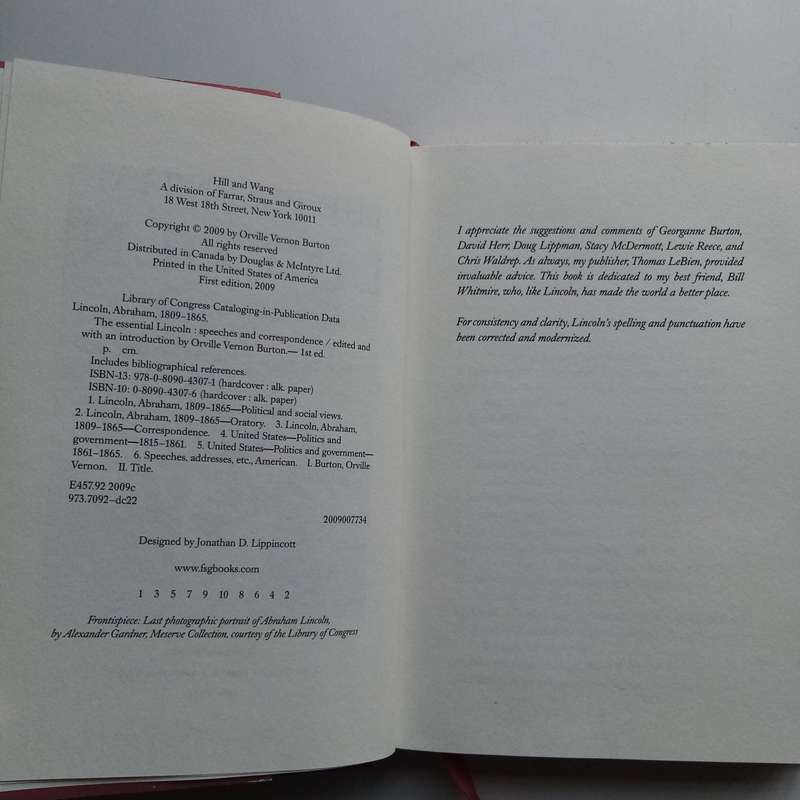 Hill and Wang
A division of Farrar, Straus and Giroux
18 West 18th Street, New York 10011
Copyright © 2009 by Orville Vernon Burton
All rights reserved
Distributed in Canada by Douglas & McIntyre Ltd.
Printed in the United States of America
First edition, 2009
Library of Congress Cataloging-in-Publication Data
Lincoln, Abraham, 1809–1865.
The essential Lincoln : speeches and correspondence / edited and
with an introduction by Orville Vernon Burton.— 1st ed.
p. cm.
Includes bibliographical references.
ISBN-13: 978-0-8090-4307-1 (hardcover : alk. paper)
ISBN-10: 0-8090-4307-6 (hardcover : alk. paper)
1. Lincoln, Abraham, 1809–1865—Political and social views.
2. Lincoln, Abraham, 1809–1865—Oratory. 3. Lincoln, Abraham,
1809–1865—Correspondence. 4. United States—Politics and
government—1815–1861. 5. United States—Politics and government—
1861–1865. 6. Speeches, addresses, etc., American. I. Burton, Orville
Vernon. II. Title.
E457.92 2009c
973.7092—dc22
2009007734
Designed by Jonathan D. Lippincott
www.fsgbooks.com
1 3 5 7 9 10 8 6 4 2
Frontispiece: Last photographic portrait of Abraham Lincoln,
by Alexander Gardner, Meserve Collection, courtesy of the Library of Congress
I appreciate the suggestions and comments of Georganne Burton,
David Herr, Doug Lippman, Stacy McDermott, Lewie Reece, and
Chris Waldrep. As always, my publisher, Thomas LeBien, provided
invaluable advice. This book is dedicated to my best friend, Bill
Whitmire, who, like Lincoln, has made the world a better place.
For consistency and clarity, Lincoln's spelling and punctuation have
been corrected and modernized.